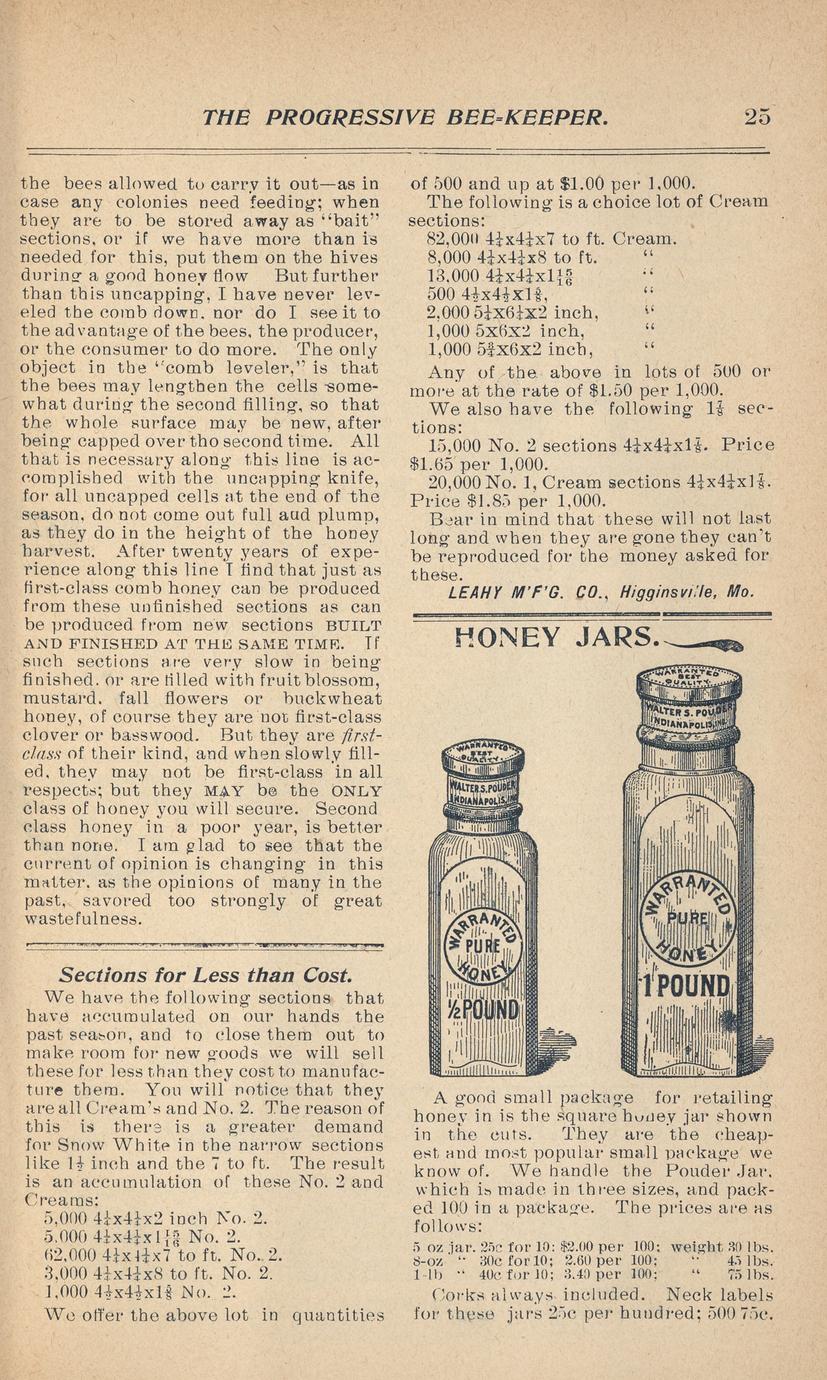 THE PROGRESSIVE BEE-KEEPER. 25
the bees allowed to carry it out—as in
case any colonies need feeding; when
they are to be stored away as "bait"
sections, or if we have more than is
needed for this, put them on the hives
during a good honey flow But further
than this uncapping, I have never lev-
eled the comb down. nor do I see it to
the advantage of the bees, the producer,
or the consumer to do more. The only
object in the "comb leveler," is that
the bees may lengthen the cells some-
what during the second filling, so that
the whole surface may be new, after
being capped over tho second time. All
that is necessary along this line is ac-
complished with the uncapping knife,
for all uncapped cells at the end of the
season, do not come out full aud plump,
as they do in the height of the honey
harvest. After twenty years of expe-
rience along this line I find that just as
first-class comb honey can be produced
from these unfinished sections as can
be produced from new sections BUILT
AND FINISHED AT THE SAME TIME. If
such sections are very slow in being
finished. or are filled with fruit blossom,
mustard, fall flowers or buckwheat
honey, of course they are not first-class
clover or basswood. But they are first-
class of their kind, and when slowly fill-
ed, they may not be first-class in all
respects; but they MAY be the ONLY
class of honey you will secure. Second
class honey in a poor year, is better
than none. I am glad to see that the
current of opinion is changing in this
matter, as the opinions of many in the
past, savored too strongly of great
wastefulness.
Sections for Less than Cost.
We have the following sections that
have accumulated on our hands the
past season, and to close them out to
make room for new goods we will sell
these for less than they cost to manufac-
ture them. You will notice that they
are all Cream's and No. 2. The reason of
this is there is a greater demand
for Snow White in the narrow sections
like 1½ inch and the 7 to ft. The result
is an accumulation of these No. 2 and
Creams:
5,000 4¼x4¼x2 inch No. 2.
5.000 4¼x4¼x1 15/16 No. 2.
62,000 4¼x4¼x7 to ft. No. 2.
3,000 4¼x4¼x8 to ft. No. 2.
1,000 4½x4½x1⅜ No. 2.
We offer the above lot in quantities
of 500 and up at $1.00 per 1,000.
The following is a choice lot of Cream
sections:
82,000 4¼x4¼x7 to ft. Cream.
8,000 4¼x4¼x8 to ft. "
13,000 4¼x4¼x1 15/16 "
500 4½x4½x1⅜, "
2,000 5¼x6¼x2 inch, "
1,000 5x6x2 inch, "
1,000 5¾x6x2 inch, "
Any of the above in lots of 500 or
more at the rate of $1.50 per 1,000.
We also have the following 1⅞ sec-
tions:
15,000 No. 2 sections 4¼x4¼x1⅞. Price
$1.65 per 1,000.
20,000 No. 1, Cream sections 4¼x4¼x1⅞.
Price $1.85 per 1,000.
Bear in mind that these will not last
long and when they are gone they can't
be reproduced for the money asked for
these.
LEAHY M'F'G. CO., Higginsville, Mo.
HONEY JARS.
WARRANTED
BEST
QUALITY
WALTER S. POUDER
INDIANAPOLIS, IND.
WARRANTED
PURE
HONEY
½ POUND
WARRANTED
BEST
QUALITY
WALTER S. POUDER
INDIANAPOLIS, IND.
WARRANTED
PURE
HONEY
1 POUND
A good small package for retailing
honey in is the square honey jar shown
in the cuts. They are the cheap-
est and most popular small package we
know of. We handle the Pouder Jar,
which is made in three sizes, and pack-
ed 100 in a package. The prices are as
follows:
5 oz jar. 25c for 10: $2.00 per 100; weight 30 lbs.
8-oz " 30c for 10; 2.60 per 100; " 45 lbs.
1-lb " 40c for 10; 3.40 per 100; " 75 lbs.
Corks always included. Neck labels
for these jars 25c per hundred; 500 75c.